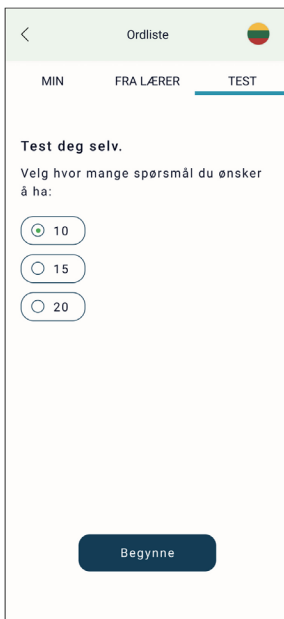 Ordliste
MIN FRA LÆRER TEST
Test deg selv.
Velg hvor mange spørsmål du ønsker
å ha:
10
15
20
Begynne